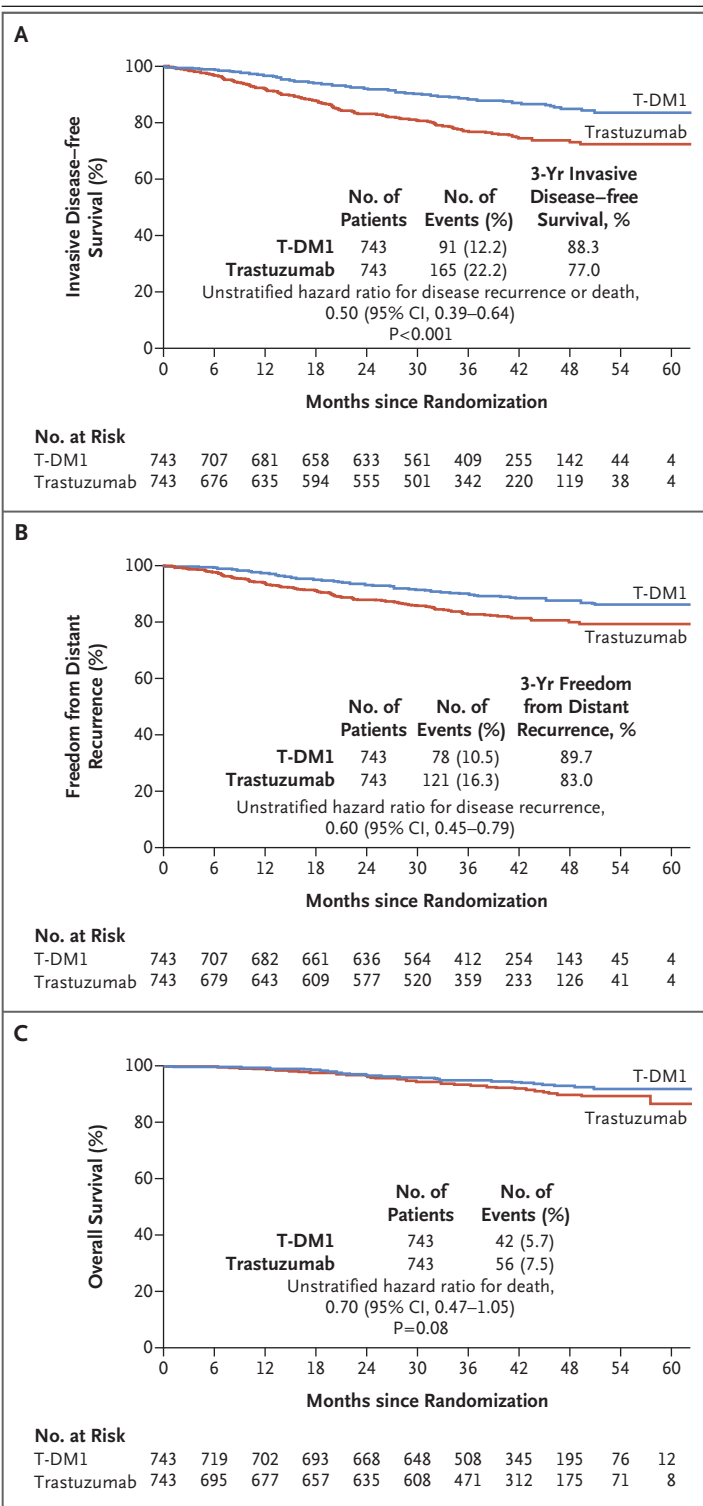 A
100
80
60
40
20
0
Invasive Disease–free
Survival (%)
T-DM1
Trastuzumab
No. of
Patients
No. of
Events (%)
3-Yr Invasive
Disease–free
Survival, %
T-DM1 743 91 (12.2) 88.3
Trastuzumab 743 165 (22.2) 77.0
Unstratified hazard ratio for disease recurrence or death,
0.50 (95% CI, 0.39–0.64)
P<0.001
0 6 12 18 24 30 36 42 48 54 60
Months since Randomization
No. at Risk
T-DM1 743 707 681 658 633 561 409 255 142 44 4
Trastuzumab 743 676 635 594 555 501 342 220 119 38 4
B
100
80
60
40
20
0
Freedom from Distant
Recurrence (%)
T-DM1
Trastuzumab
No. of
Patients
No. of
Events (%)
3-Yr Freedom
from Distant
Recurrence, %
T-DM1 743 78 (10.5) 89.7
Trastuzumab 743 121 (16.3) 83.0
Unstratified hazard ratio for disease recurrence,
0.60 (95% CI, 0.45–0.79)
0 6 12 18 24 30 36 42 48 54 60
Months since Randomization
No. at Risk
T-DM1 743 707 682 661 636 564 412 254 143 45 4
Trastuzumab 743 679 643 609 577 520 359 233 126 41 4
C
100
80
60
40
20
0
Overall Survival (%)
T-DM1
Trastuzumab
No. of
Patients
No. of
Events (%)
T-DM1 743 42 (5.7)
Trastuzumab 743 56 (7.5)
Unstratified hazard ratio for death,
0.70 (95% CI, 0.47–1.05)
P=0.08
0 6 12 18 24 30 36 42 48 54 60
Months since Randomization
No. at Risk
T-DM1 743 719 702 693 668 648 508 345 195 76 12
Trastuzumab 743 695 677 657 635 608 471 312 175 71 8